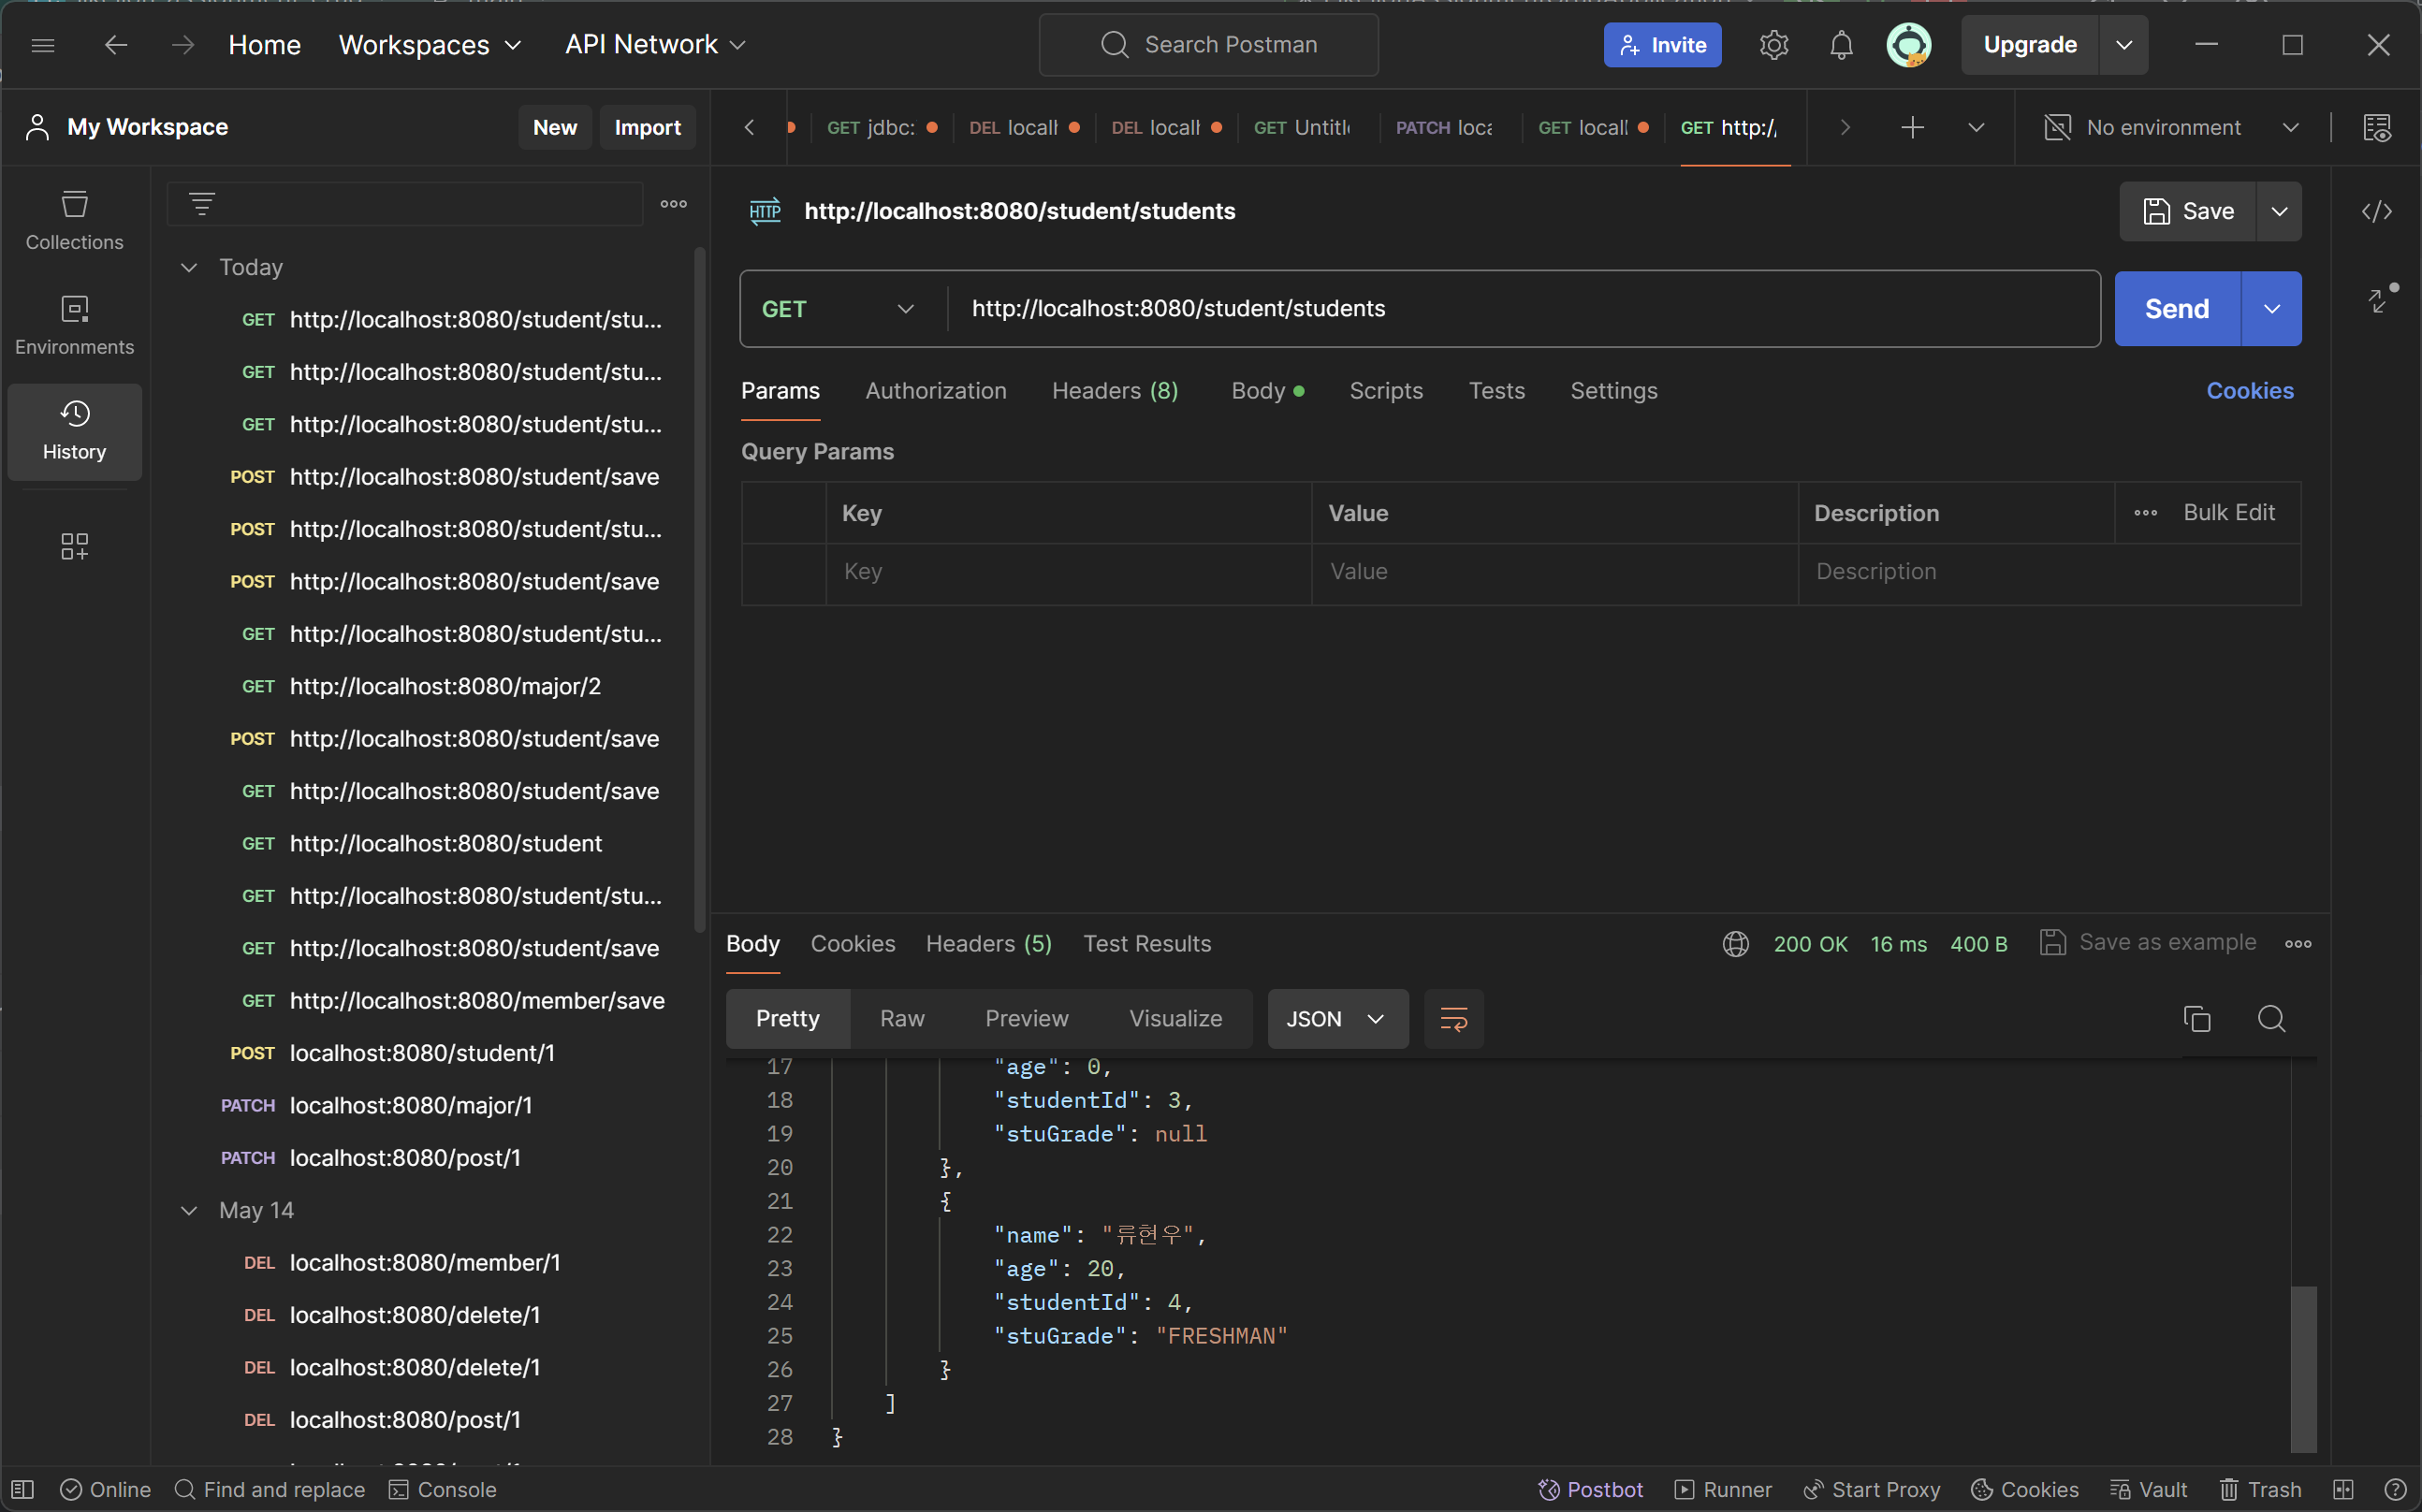 Home Workspaces API Network Search Postman Invite Upgrade
My Workspace New Import
GET jdbc: DEL locall DEL locall GET Untitl PATCH loca GET locall GET http:/, No environment
Collections
Environments
History
Today
GET http://localhost:8080/student/stu...
GET http://localhost:8080/student/stu...
GET http://localhost:8080/student/stu...
POST http://localhost:8080/student/save
POST http://localhost:8080/student/stu...
POST http://localhost:8080/student/save
GET http://localhost:8080/student/stu...
GET http://localhost:8080/major/2
POST http://localhost:8080/student/save
GET http://localhost:8080/student/save
GET http://localhost:8080/student
GET http://localhost:8080/student/stu...
GET http://localhost:8080/student/save
GET http://localhost:8080/member/save
POST localhost:8080/student/1
PATCH localhost:8080/major/1
PATCH localhost:8080/post/1
May 14
DEL localhost:8080/member/1
DEL localhost:8080/delete/1
DEL localhost:8080/delete/1
DEL localhost:8080/post/1
HTTP http://localhost:8080/student/students Save
GET http://localhost:8080/student/students Send
Params Authorization Headers (8) Body Scripts Tests Settings Cookies
Query Params
Key Value Description Bulk Edit
Key Value Description
Body Cookies Headers (5) Test Results 200 OK 16 ms 400 B Save as example
Pretty Raw Preview Visualize JSON
17 "age": 0,
18 "studentId": 3,
19 "stuGrade": null
20 },
21 {
22 "name": "류현우",
23 "age": 20,
24 "studentId": 4,
25 "stuGrade": "FRESHMAN"
26 }
27 ]
28 }
Online Find and replace Console Postbot Runner Start Proxy Cookies Vault Trash